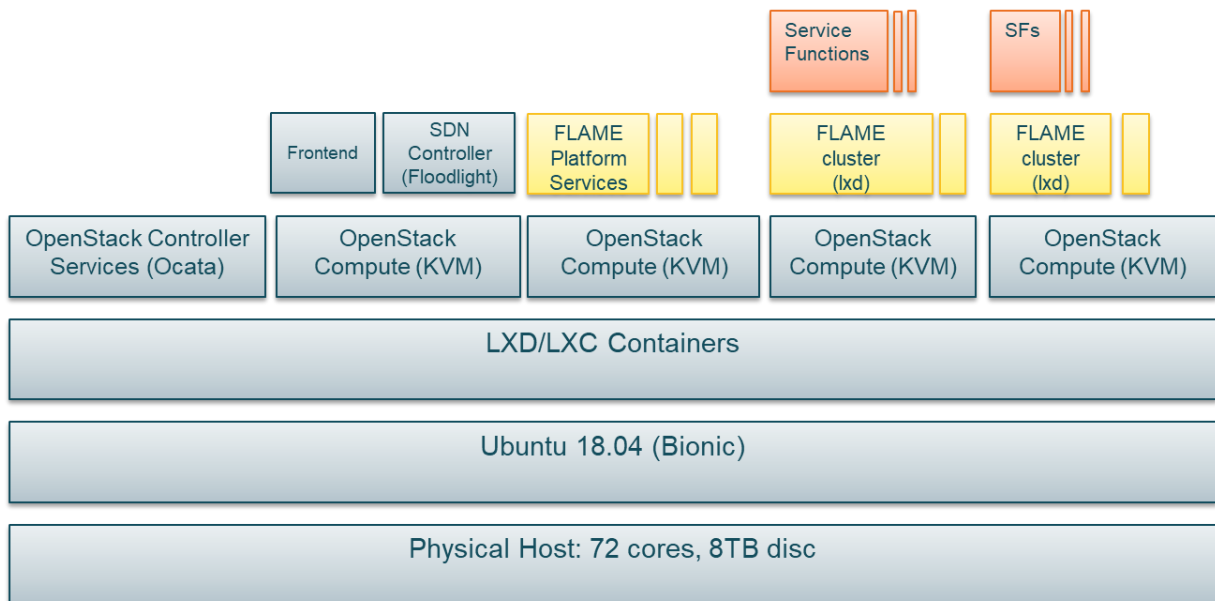 Service
Functions
SFs
Frontend
SDN
Controller
(Floodlight)
FLAME
Platform
Services
FLAME
cluster
(lxd)
FLAME
cluster
(lxd)
OpenStack Controller
Services (Ocata)
OpenStack
Compute (KVM)
OpenStack
Compute (KVM)
OpenStack
Compute (KVM)
OpenStack
Compute (KVM)
LXD/LXC Containers
Ubuntu 18.04 (Bionic)
Physical Host: 72 cores, 8TB disc